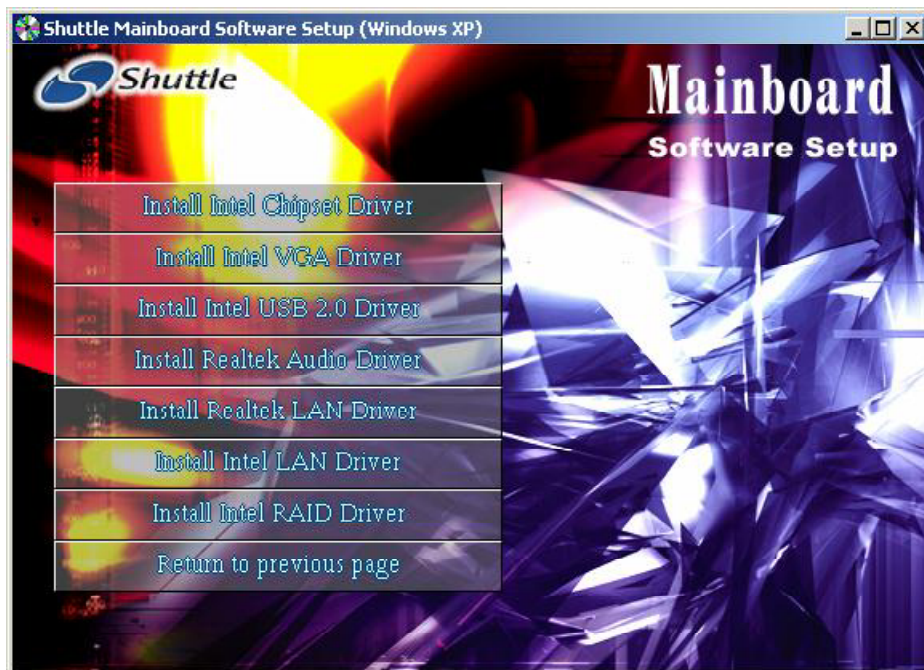 Shuttle Mainboard Software Setup (Windows XP)
Shuttle
Mainboard
Software Setup
Install Intel Chipset Driver
Install Intel VGA Driver
Install Intel USB 2.0 Driver
Install Realtek Audio Driver
Install Realtek LAN Driver
Install Intel LAN Driver
Install Intel RAID Driver
Return to previous page